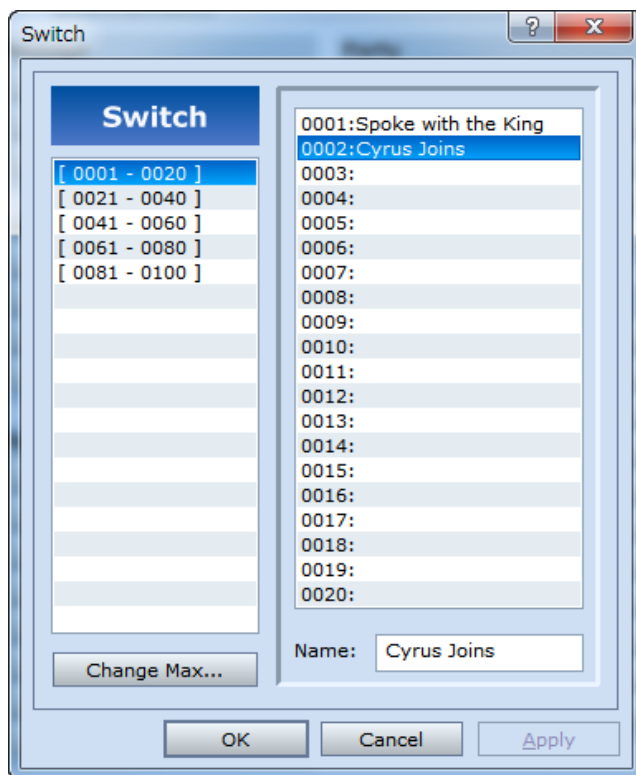 Switch
Switch
[ 0001 - 0020 ]
[ 0021 - 0040 ]
[ 0041 - 0060 ]
[ 0061 - 0080 ]
[ 0081 - 0100 ]
Change Max...
0001:Spoke with the King
0002:Cyrus Joins
0003:
0004:
0005:
0006:
0007:
0008:
0009:
0010:
0011:
0012:
0013:
0014:
0015:
0016:
0017:
0018:
0019:
0020:
Name: Cyrus Joins
OK Cancel Apply